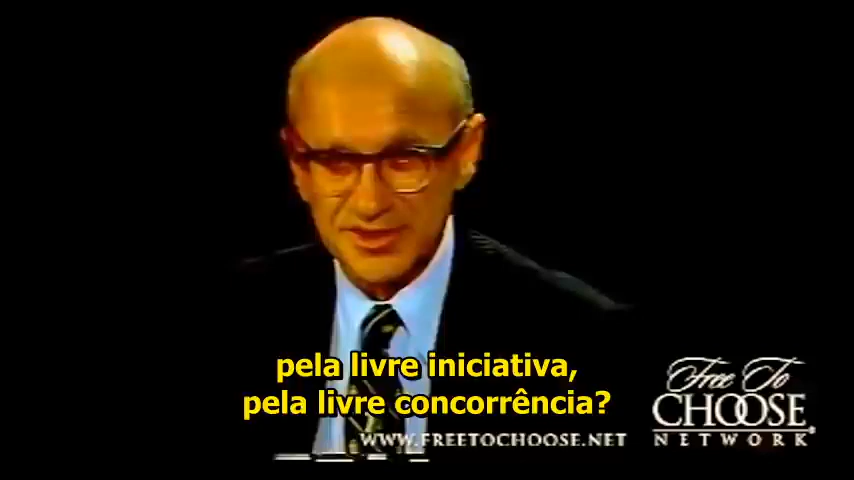 pela livre iniciativa,
pela livre concorrência?
WWW.FREETOCHOOSE.NET
Free To
CHOOSE
NETWORK